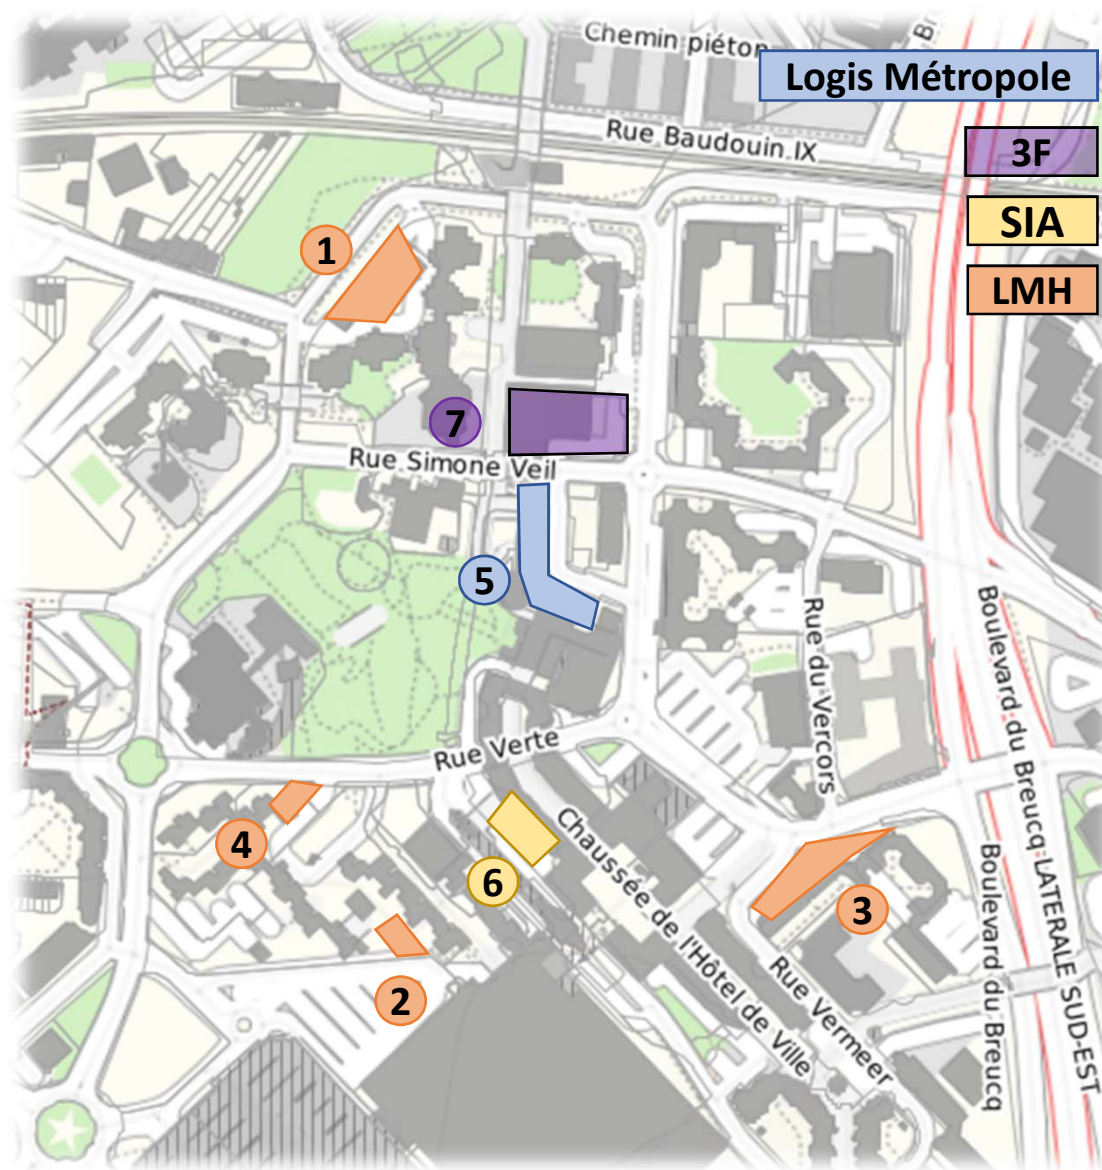 Chemin piéton
Logis Métropole
Rue Baudouin IX
3F
SIA
1
LMH
7
Rue Simone Veil
5
Rue du Vercors
Boulevard du Breucq-LATERALE SUD-EST
Rue Verte
4
6
Chaussée de l'Hôtel de Ville
3
Boulevard du Breucq
2
Rue Vermeer